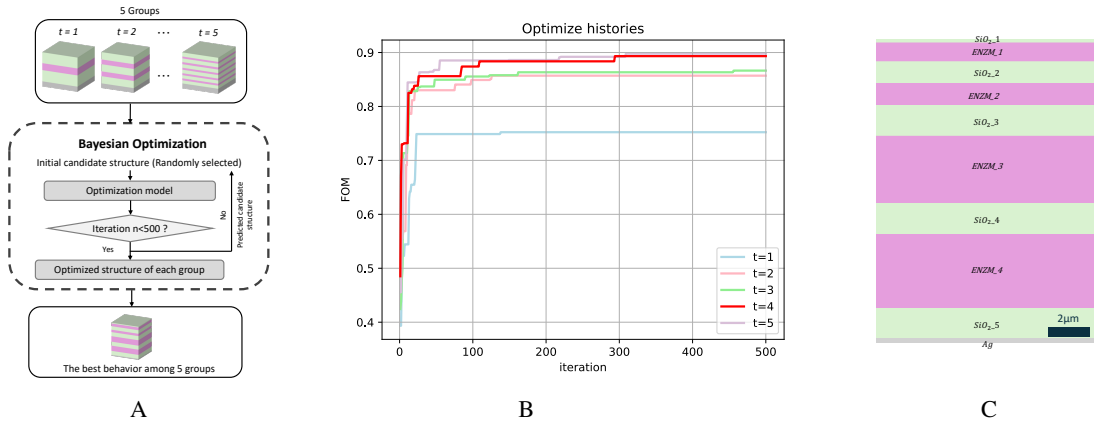 5 Groups
t = 1 t = 2 ··· t = 5
··· ···
Bayesian Optimization
Initial candidate structure (Randomly selected)
Optimization model
No
Predicted candidate
structure
Iteration n<500 ?
Yes
Optimized structure of each group
The best behavior among 5 groups
A
Optimize histories
FOM
0.9
0.8
0.7
0.6
0.5
0.4
0 100 200 300 400 500
iteration
t=1
t=2
t=3
t=4
t=5
B
SiO₂_1
ENZM_1
SiO₂_2
ENZM_2
SiO₂_3
ENZM_3
SiO₂_4
ENZM_4
SiO₂_5
2μm
Ag
C